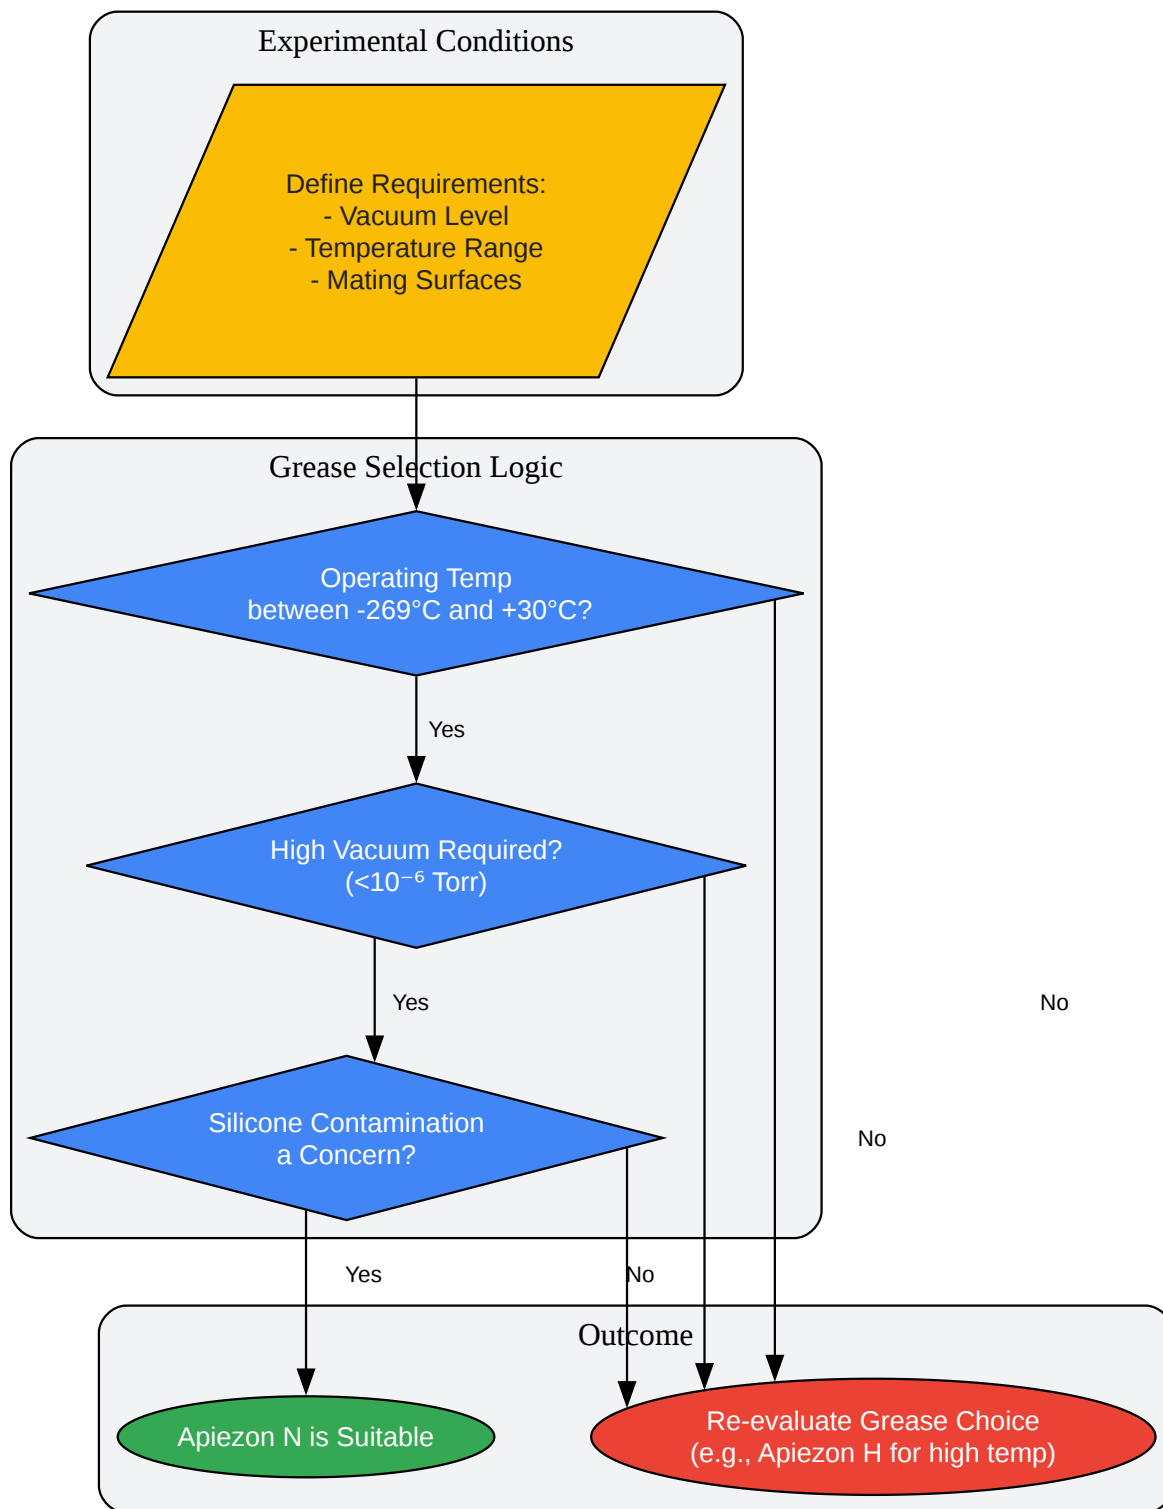 Experimental Conditions
Define Requirements:
- Vacuum Level
- Temperature Range
- Mating Surfaces
Grease Selection Logic
Operating Temp
between -269°C and +30°C?
Yes
High Vacuum Required?
(<10⁻⁶ Torr)
Yes
No
Silicone Contamination
a Concern?
No
Yes
No
Outcome
Apiezon N is Suitable
Re-evaluate Grease Choice
(e.g., Apiezon H for high temp)